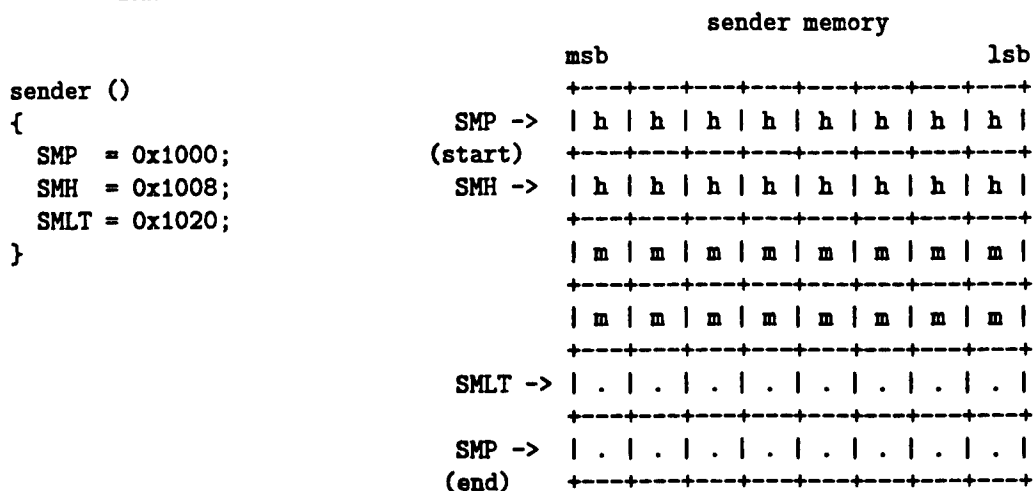 sender memory
msb lsb
sender () +---+---+---+---+---+---+---+---+
{ SMP -> | h | h | h | h | h | h | h | h |
SMP = 0x1000; (start) +---+---+---+---+---+---+---+---+
SMH = 0x1008; SMH -> | h | h | h | h | h | h | h | h |
SMLT = 0x1020; +---+---+---+---+---+---+---+---+
} | m | m | m | m | m | m | m | m |
+---+---+---+---+---+---+---+---+
| m | m | m | m | m | m | m | m |
+---+---+---+---+---+---+---+---+
SMLT -> | . | . | . | . | . | . | . | . |
+---+---+---+---+---+---+---+---+
SMP -> | . | . | . | . | . | . | . | . |
(end) +---+---+---+---+---+---+---+---+